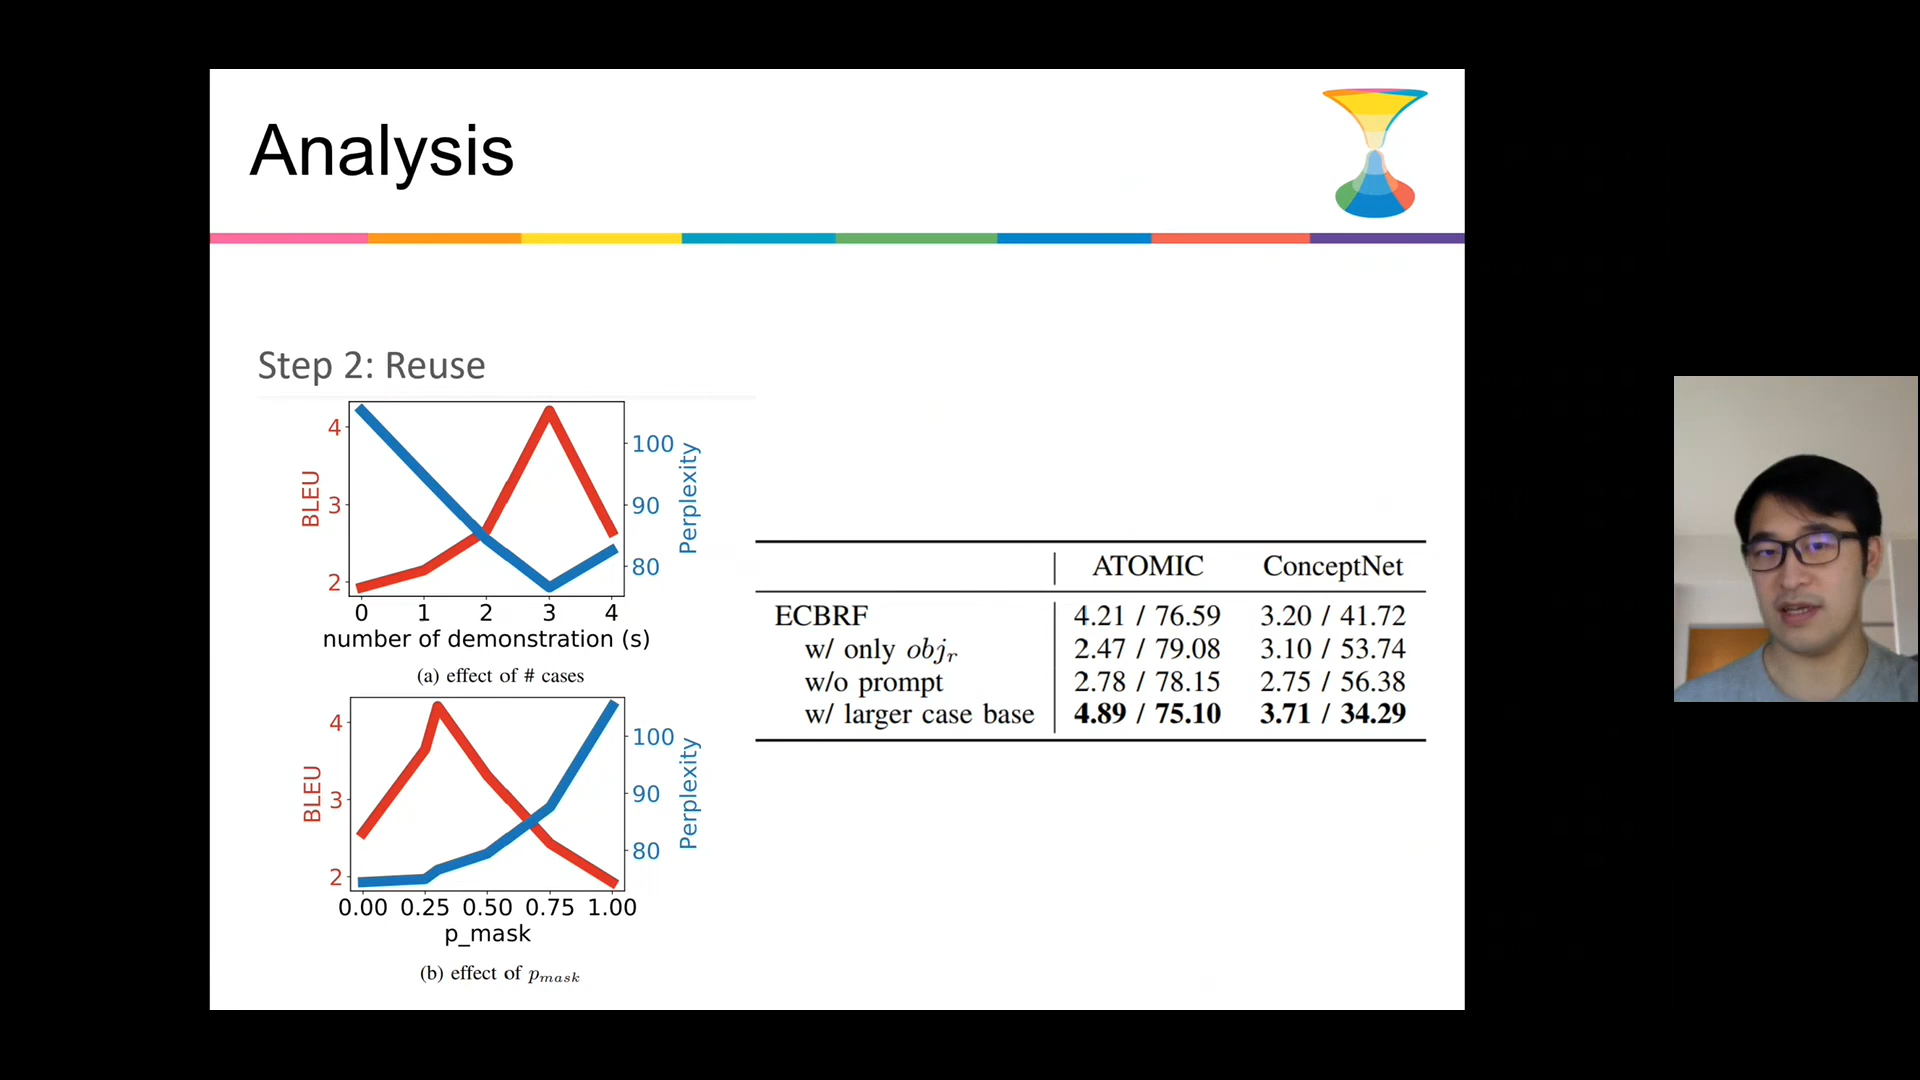 Analysis
Step 2: Reuse
4
3
2
BLEU
100
90
80
Perplexity
0 1 2 3 4
number of demonstration (s)
(a) effect of # cases
4
3
2
BLEU
100
90
80
Perplexity
0.00 0.25 0.50 0.75 1.00
p_mask
(b) effect of pmask
ATOMIC ConceptNet
ECBRF 4.21 / 76.59 3.20 / 41.72
w/ only objr 2.47 / 79.08 3.10 / 53.74
w/o prompt 2.78 / 78.15 2.75 / 56.38
w/ larger case base 4.89 / 75.10 3.71 / 34.29